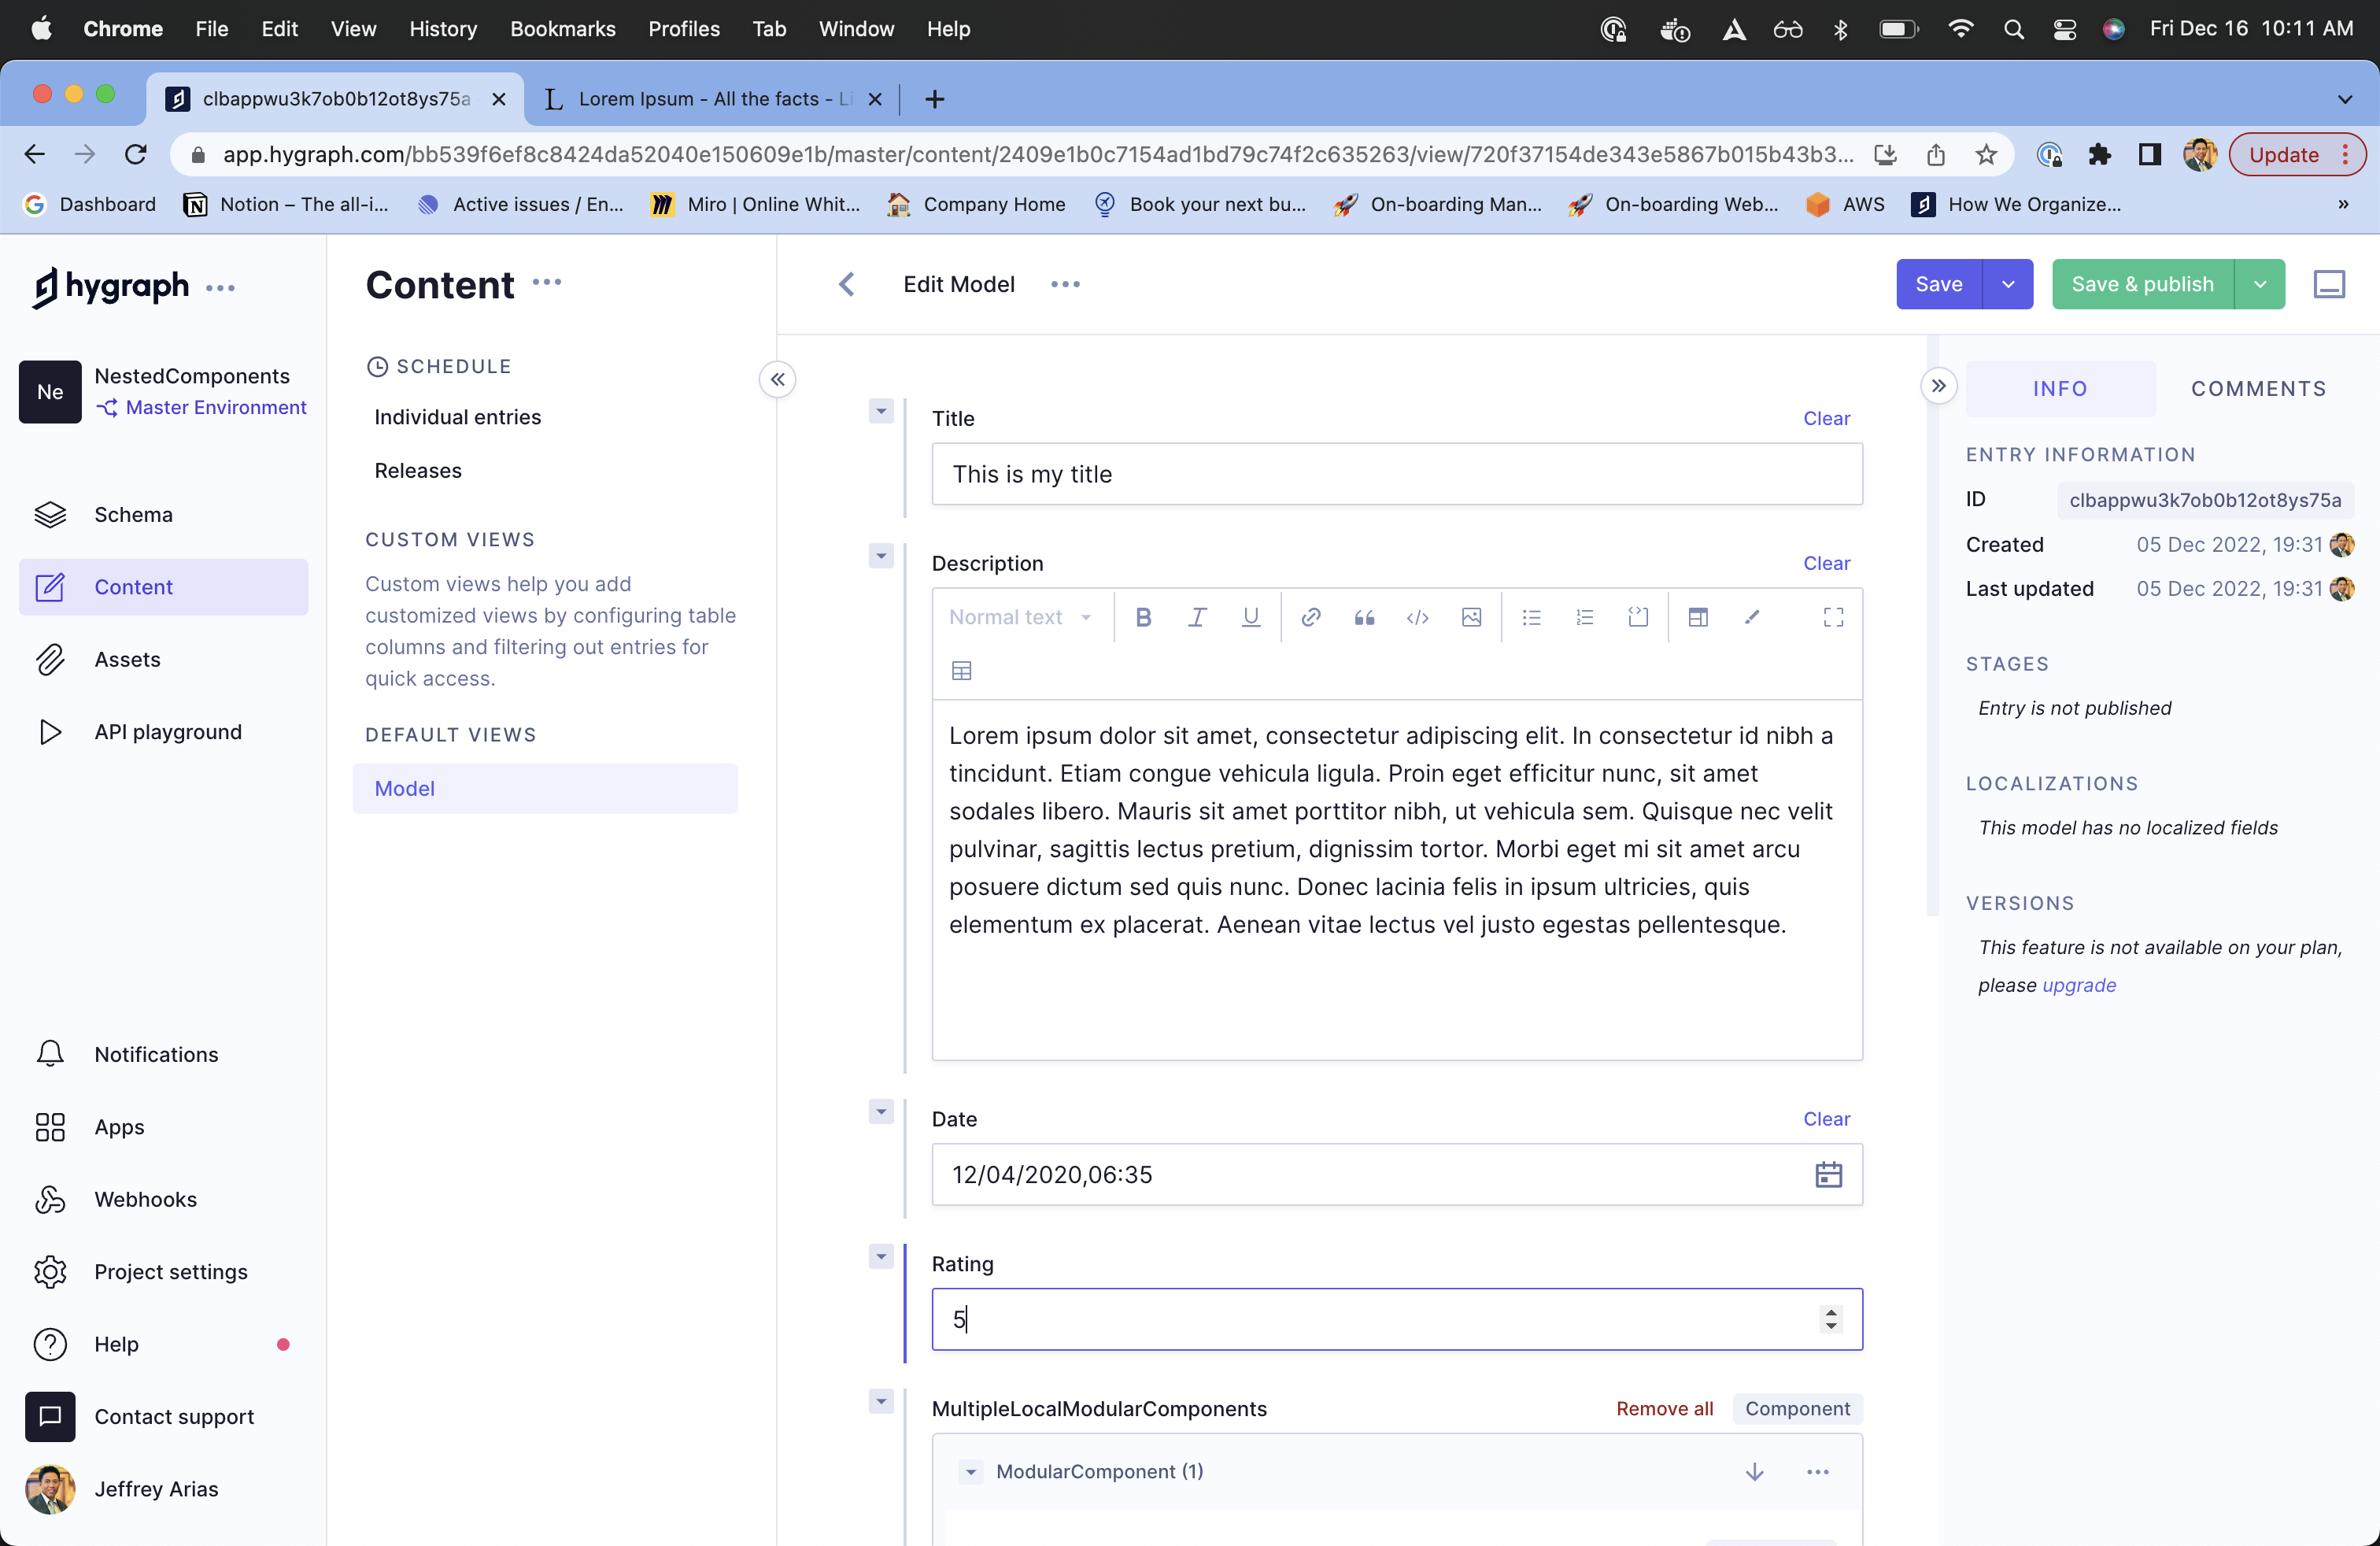 Chrome File Edit View History Bookmarks Profiles Tab Window Help Fri Dec 16 10:11 AM
clbappwu3k7ob0b12ot8ys75a Lorem Ipsum - All the facts - Li
app.hygraph.com/bb539f6ef8c8424da52040e150609e1b/master/content/2409e1b0c7154ad1bd79c74f2c635263/view/720f37154de343e5867b015b43b3... Update
Dashboard Notion – The all-i... Active issues / En... Miro | Online Whit... Company Home Book your next bu... On-boarding Man... On-boarding Web... AWS How We Organize... »
hygraph
Ne
NestedComponents
Master Environment
Schema
Content
Assets
API playground
Notifications
Apps
Webhooks
Project settings
Help
Contact support
Jeffrey Arias
Content
SCHEDULE
Individual entries
Releases
CUSTOM VIEWS
Custom views help you add
customized views by configuring table
columns and filtering out entries for
quick access.
DEFAULT VIEWS
Model
Edit Model
Save
Save & publish
Title Clear
This is my title
Description Clear
Normal text B I U
Lorem ipsum dolor sit amet, consectetur adipiscing elit. In consectetur id nibh a
tincidunt. Etiam congue vehicula ligula. Proin eget efficitur nunc, sit amet
sodales libero. Mauris sit amet porttitor nibh, ut vehicula sem. Quisque nec velit
pulvinar, sagittis lectus pretium, dignissim tortor. Morbi eget mi sit amet arcu
posuere dictum sed quis nunc. Donec lacinia felis in ipsum ultricies, quis
elementum ex placerat. Aenean vitae lectus vel justo egestas pellentesque.
Date Clear
12/04/2020,06:35
Rating
5
MultipleLocalModularComponents Remove all Component
ModularComponent (1)
INFO COMMENTS
ENTRY INFORMATION
ID clbappwu3k7ob0b12ot8ys75a
Created 05 Dec 2022, 19:31
Last updated 05 Dec 2022, 19:31
STAGES
Entry is not published
LOCALIZATIONS
This model has no localized fields
VERSIONS
This feature is not available on your plan,
please upgrade